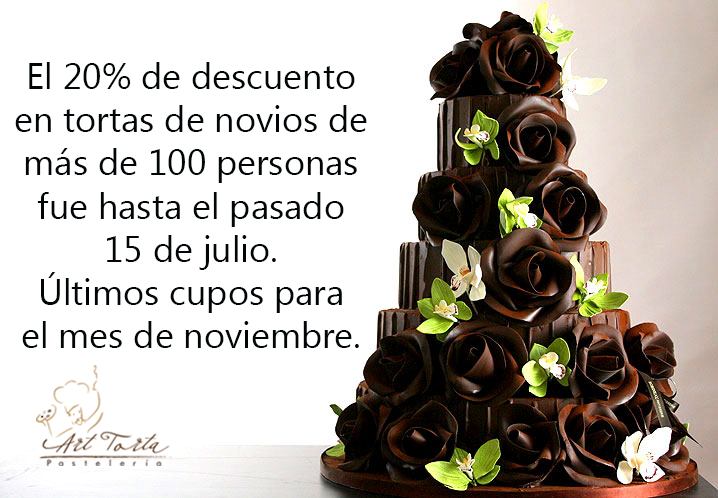 El 20% de descuento
en tortas de novios de
más de 100 personas
fue hasta el pasado
15 de julio.
Últimos cupos para
el mes de noviembre.
Art Torta
Pastelería